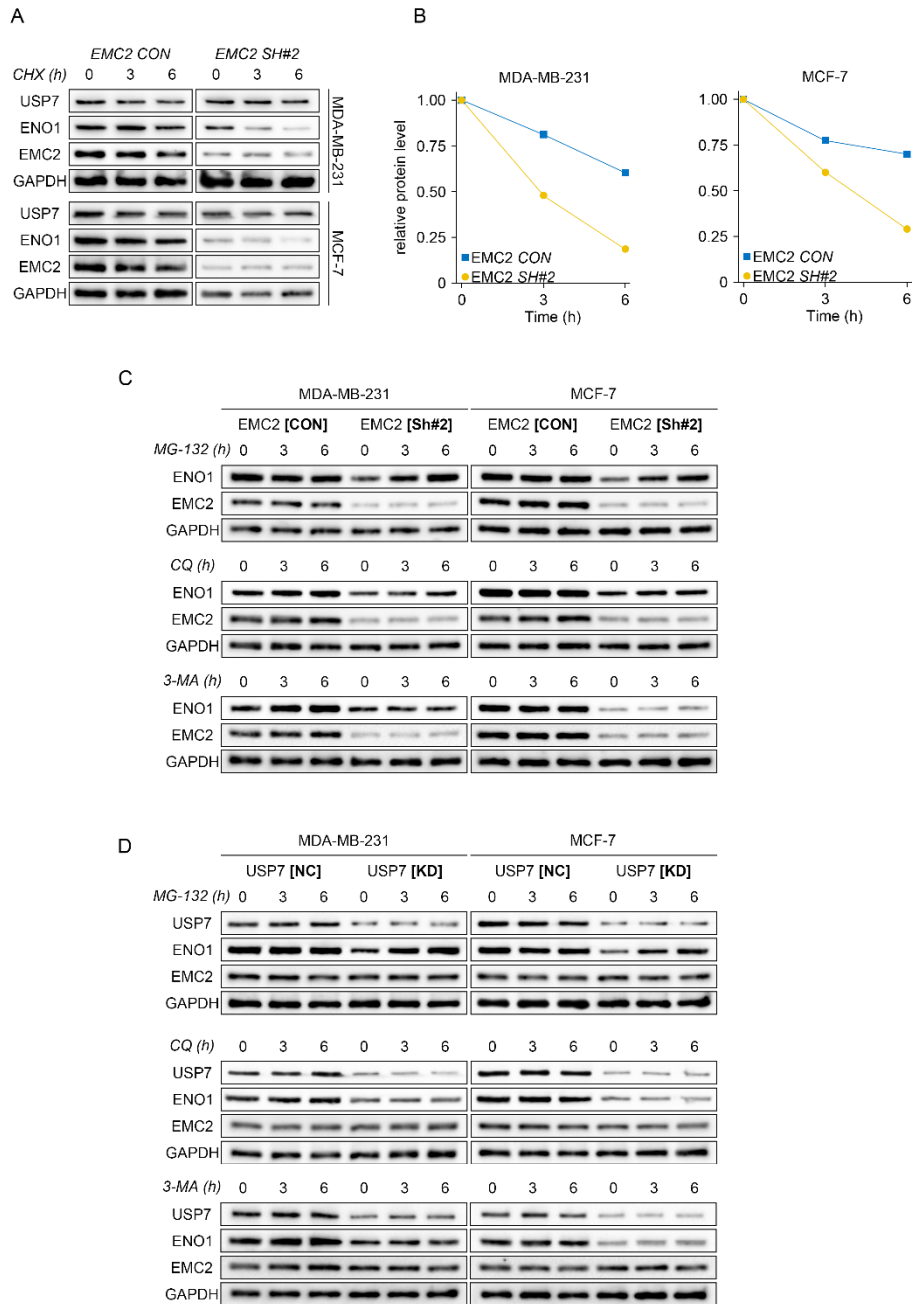 A
EMC2 CON EMC2 SH#2
CHX (h) 0 3 6 0 3 6
USP7
ENO1
EMC2
GAPDH
MDA-MB-231
USP7
ENO1
EMC2
GAPDH
MCF-7
B
MDA-MB-231
relative protein level
1.00
0.75
0.50
0.25
0
EMC2 CON
EMC2 SH#2
0 3 6
Time (h)
MCF-7
1.00
0.75
0.50
0.25
0
EMC2 CON
EMC2 SH#2
0 3 6
Time (h)
C
MDA-MB-231 MCF-7
EMC2 [CON] EMC2 [Sh#2] EMC2 [CON] EMC2 [Sh#2]
MG-132 (h) 0 3 6 0 3 6 0 3 6 0 3 6
ENO1
EMC2
GAPDH
CQ (h) 0 3 6 0 3 6 0 3 6 0 3 6
ENO1
EMC2
GAPDH
3-MA (h) 0 3 6 0 3 6 0 3 6 0 3 6
ENO1
EMC2
GAPDH
D
MDA-MB-231 MCF-7
USP7 [NC] USP7 [KD] USP7 [NC] USP7 [KD]
MG-132 (h) 0 3 6 0 3 6 0 3 6 0 3 6
USP7
ENO1
EMC2
GAPDH
CQ (h) 0 3 6 0 3 6 0 3 6 0 3 6
USP7
ENO1
EMC2
GAPDH
3-MA (h) 0 3 6 0 3 6 0 3 6 0 3 6
USP7
ENO1
EMC2
GAPDH